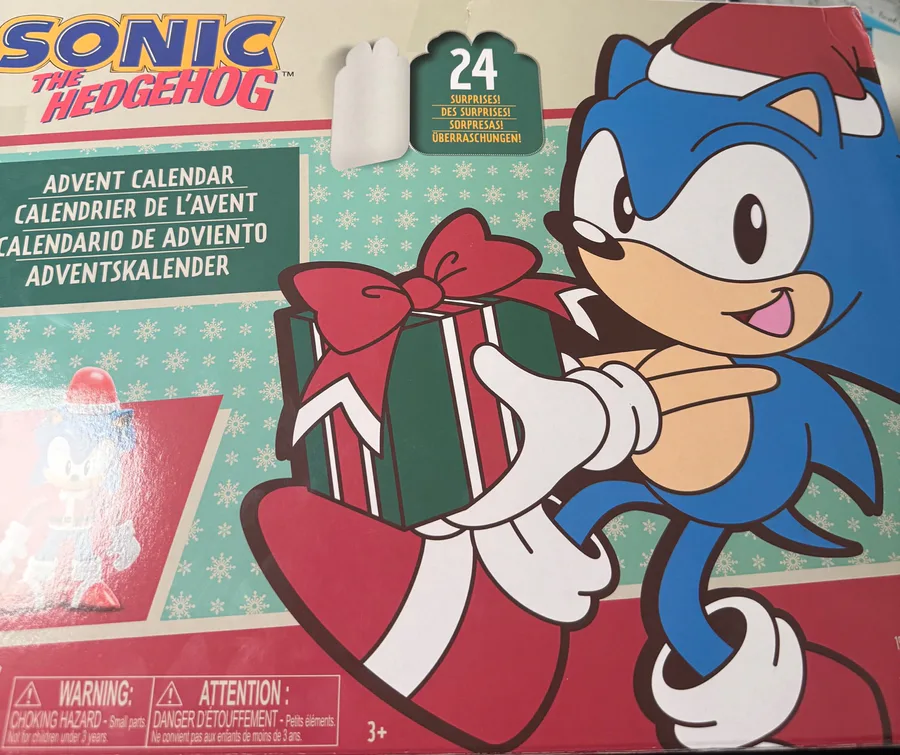 SONIC
THE
HEDGEHOG™
24
SURPRISES!
DES SURPRISES!
SORPRESAS!
ÜBERRASCHUNGEN!
ADVENT CALENDAR
CALENDRIER DE L'AVENT
CALENDARIO DE ADVIENTO
ADVENTSKALENDER
WARNING:
CHOKING HAZARD - Small parts.
Not for children under 3 years.
ATTENTION :
DANGER D'ÉTOUFFEMENT - Petits éléments.
Ne convient pas aux enfants de moins de 3 ans.
3+